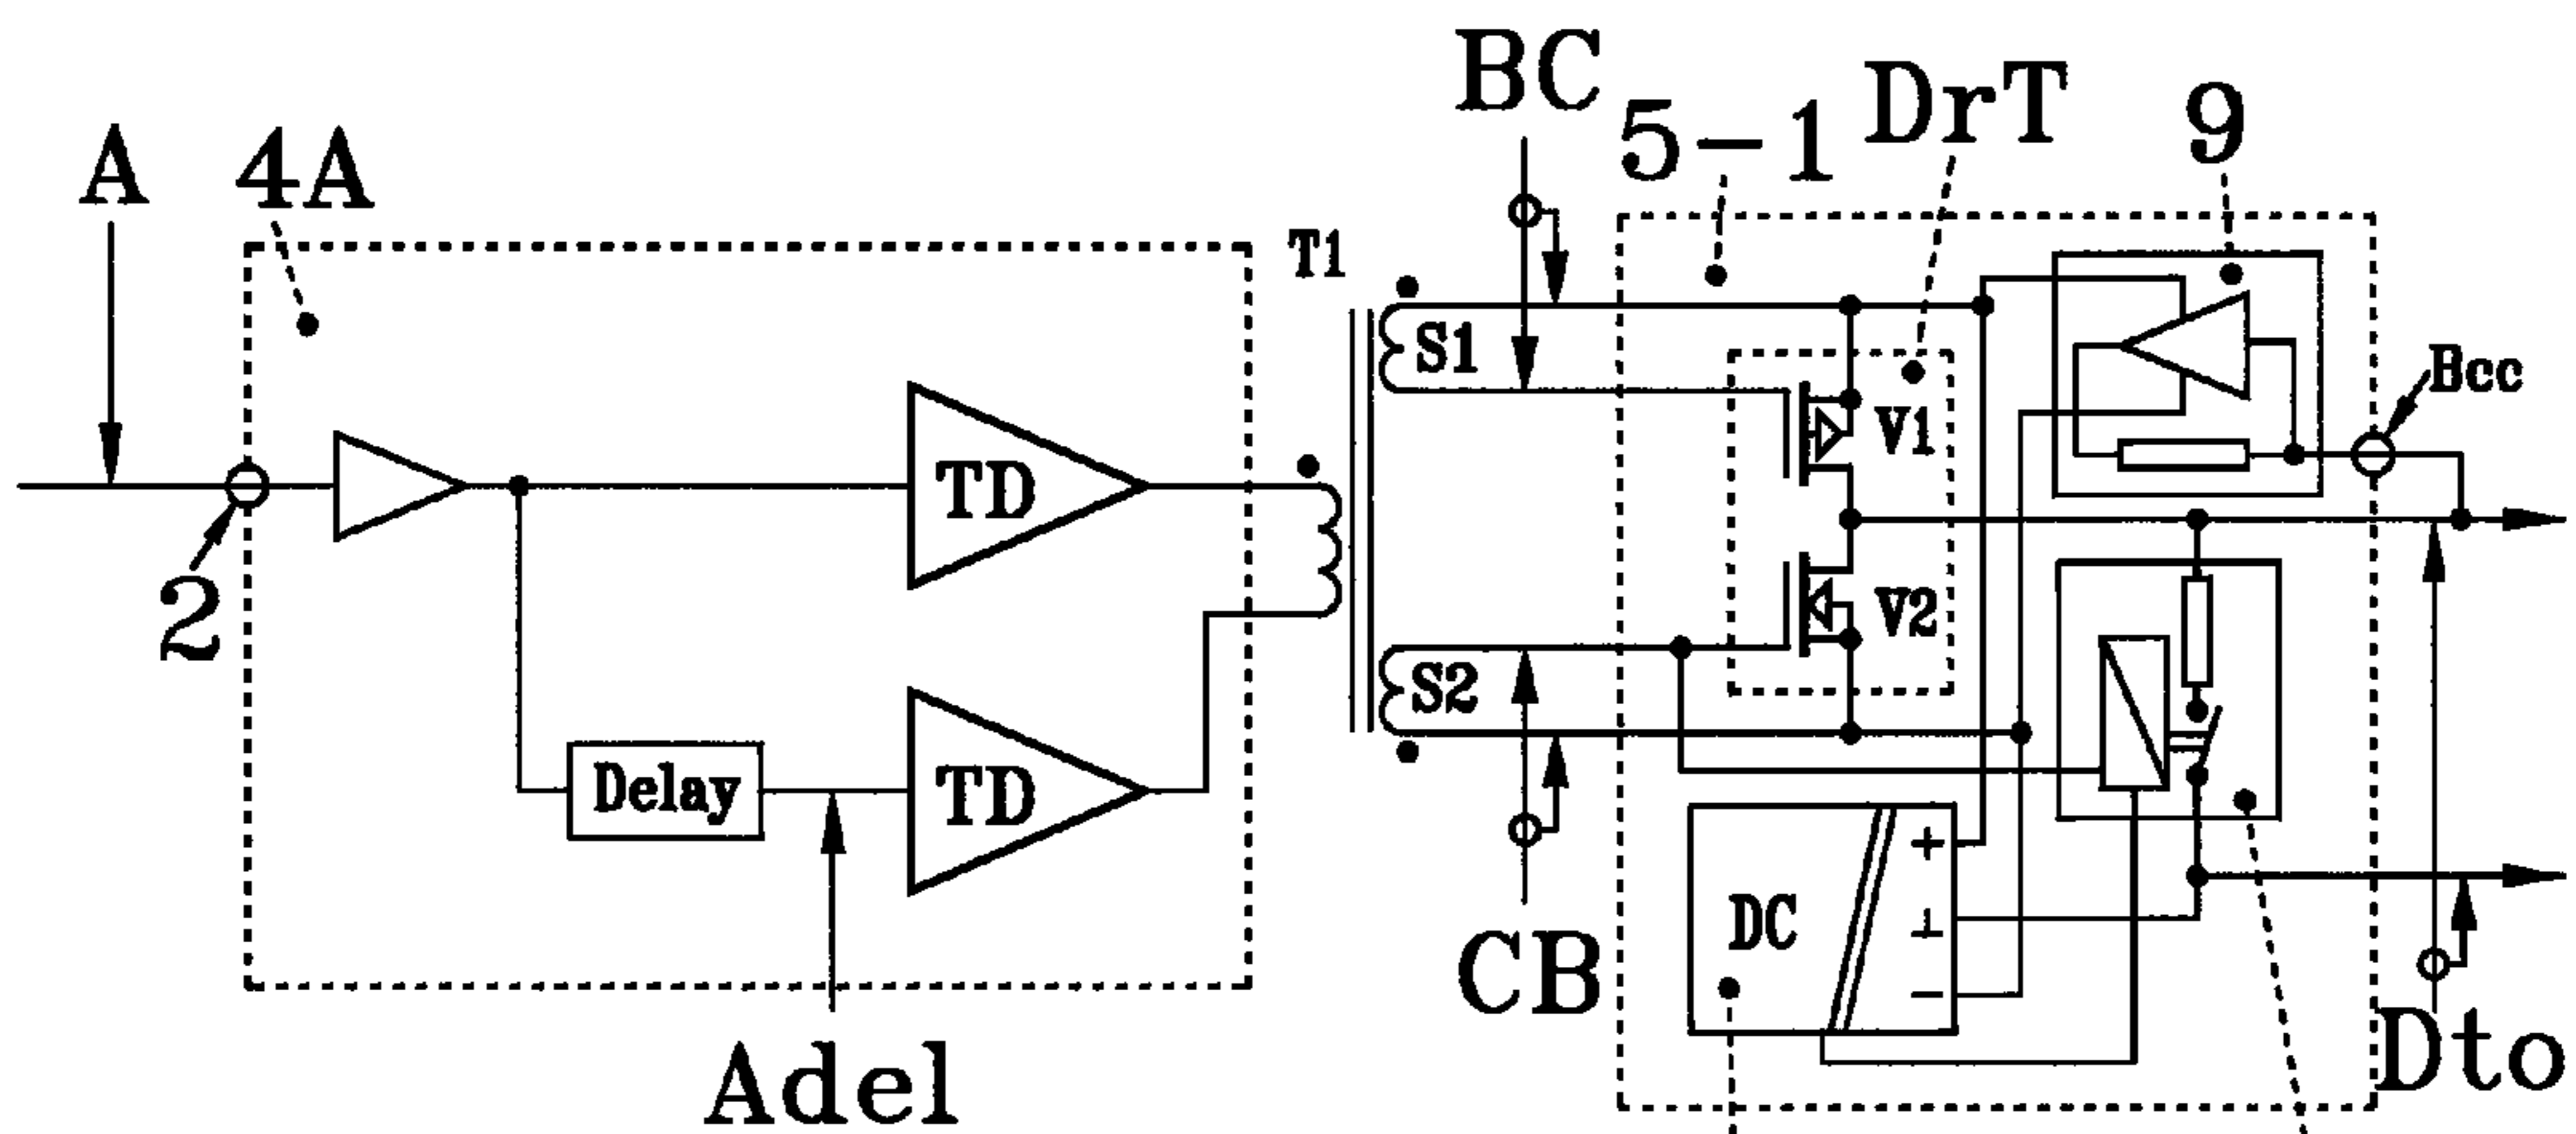 BC
DrT
9
5-1
A
4A
T1
S1
Bcc
V1
TD
2
V2
S2
Delay
TD
+
DC
⊥
CB
−
Dto
Adel